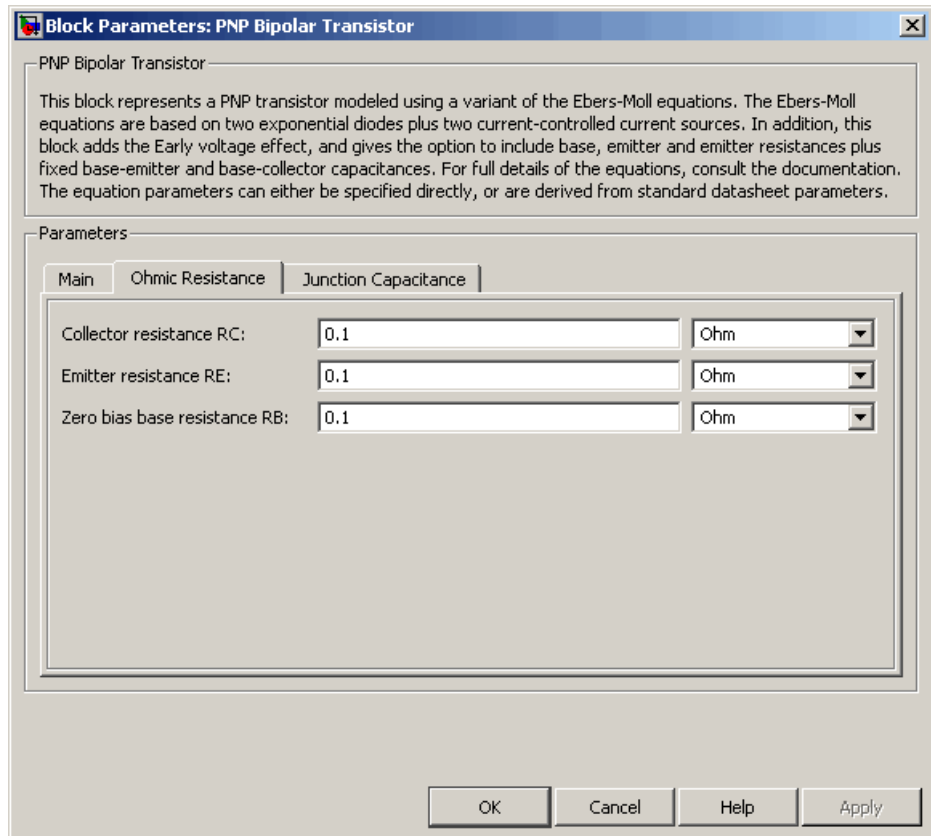 Block Parameters: PNP Bipolar Transistor
PNP Bipolar Transistor
This block represents a PNP transistor modeled using a variant of the Ebers-Moll equations. The Ebers-Moll
equations are based on two exponential diodes plus two current-controlled current sources. In addition, this
block adds the Early voltage effect, and gives the option to include base, emitter and emitter resistances plus
fixed base-emitter and base-collector capacitances. For full details of the equations, consult the documentation.
The equation parameters can either be specified directly, or are derived from standard datasheet parameters.
Parameters
Main Ohmic Resistance Junction Capacitance
Collector resistance RC: 0.1 Ohm
Emitter resistance RE: 0.1 Ohm
Zero bias base resistance RB: 0.1 Ohm
OK Cancel Help Apply